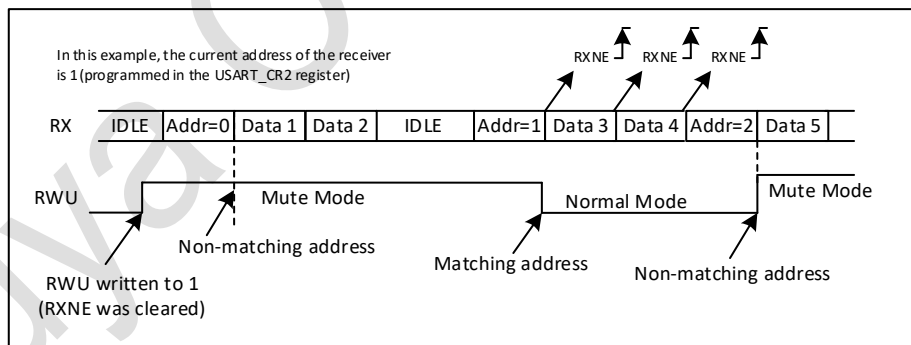 In this example, the current address of the receiver
is 1(programmed in the USART_CR2 register)
RXNE RXNE RXNE
RX IDLE Addr=0 Data 1 Data 2 IDLE Addr=1 Data 3 Data 4 Addr=2 Data 5
RWU Mute Mode Normal Mode Mute Mode
Non-matching address Matching address Non-matching address
RWU written to 1
(RXNE was cleared)